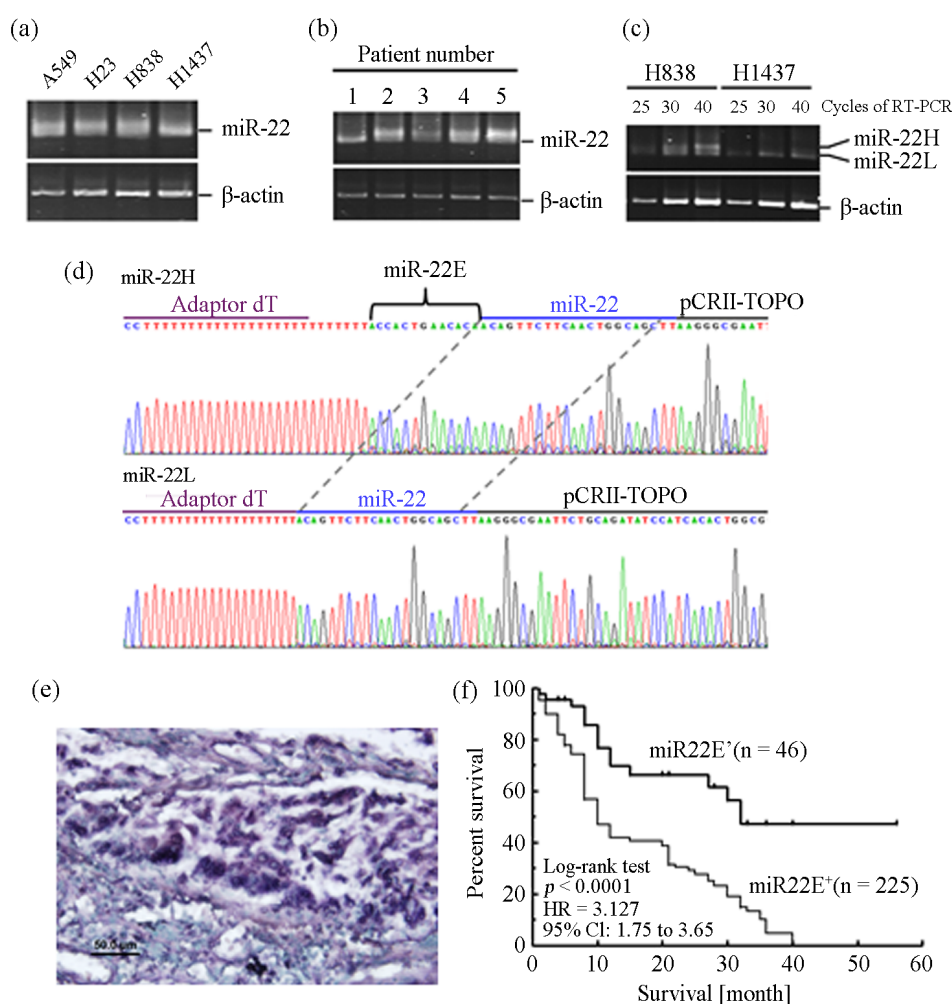 (a)
A549
H23
H838
H1437
miR-22
β-actin
(b)
Patient number
1 2 3 4 5
miR-22
β-actin
(c)
H838 H1437
25 30 40 25 30 40 Cycles of RT-PCR
miR-22H
miR-22L
β-actin
(d)
miR-22H
miR-22E
Adaptor dT
miR-22
pCRII-TOPO
CCTTTTTTTTTTTTTTTTTTTTTTTTTACCACTGAACACACAGTTCTTCAACTGGCAGCTTAAGGGCGAAT
miR-22L
Adaptor dT
miR-22
pCRII-TOPO
CCTTTTTTTTTTTTTTTTTACAGTTCTTCAACTGGCAGCTTAAGGGCGAATTCTGCAGATATCCATCACACTGGCG
(e)
50.0 μm
(f)
Percent survival
100
80
60
40
20
0
miR22E-(n = 46)
miR22E+(n = 225)
Log-rank test
p < 0.0001
HR = 3.127
95% CI: 1.75 to 3.65
0 10 20 30 40 50 60
Survival [month]